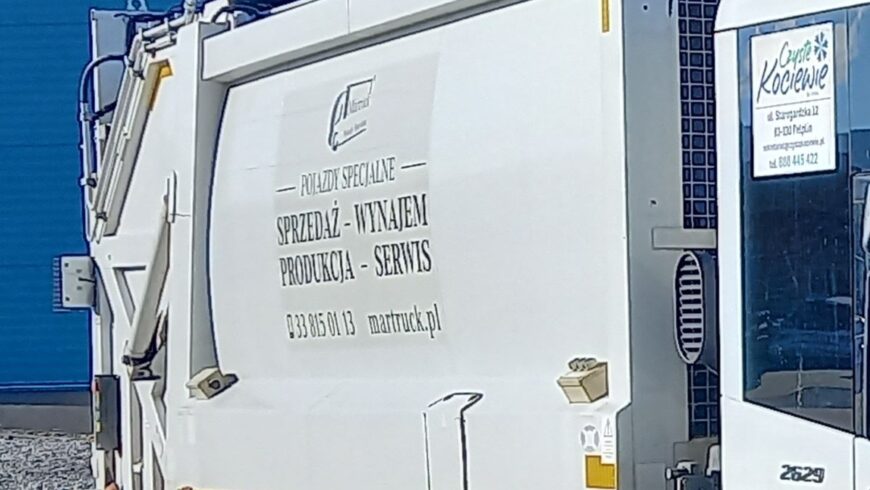 Martruck
POJAZDY SPECJALNE
SPRZEDAŻ - WYNAJEM
PRODUKCJA - SERWIS
33 815 01 13 martruck.pl
Czyste
Kociewie
ul. Starogardzka 12
83-130 Pelplin
tel. 888 445 422
2629